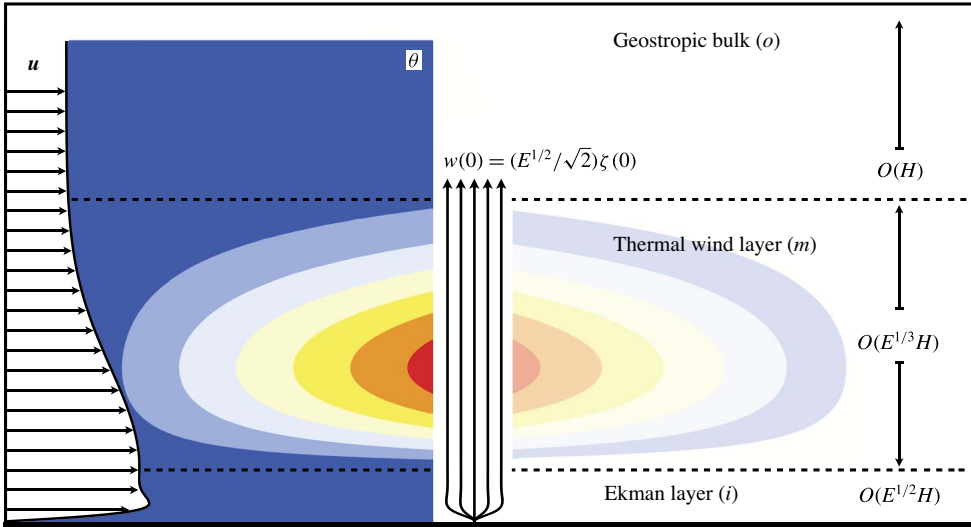 Geostropic bulk (o)
u
θ
w(0) = (E^{1/2}/√2)ζ(0)
O(H)
Thermal wind layer (m)
O(E^{1/3}H)
Ekman layer (i)
O(E^{1/2}H)